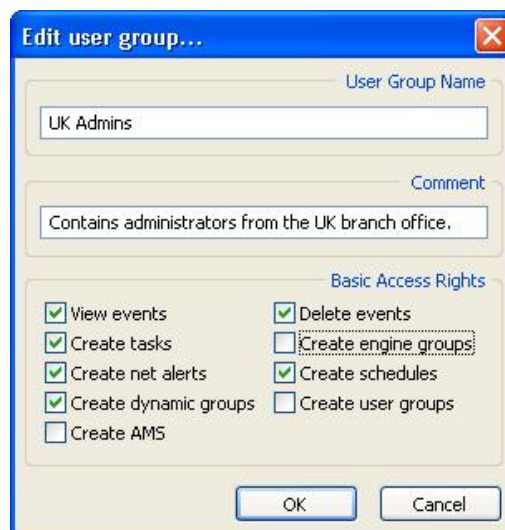 Edit user group...
User Group Name
UK Admins
Comment
Contains administrators from the UK branch office.
Basic Access Rights
View events
Delete events
Create tasks
Create engine groups
Create net alerts
Create schedules
Create dynamic groups
Create user groups
Create AMS
OK
Cancel